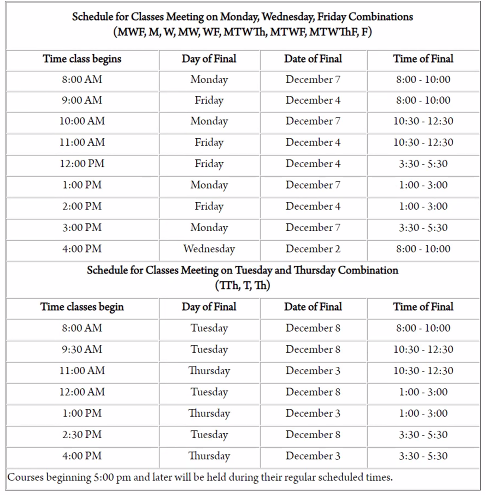 Schedule for Classes Meeting on Monday, Wednesday, Friday Combinations
(MWF, M, W, MW, WF, MTWTh, MTWF, MTWThF, F)
Time class begins Day of Final Date of Final Time of Final
8:00 AM Monday December 7 8:00 - 10:00
9:00 AM Friday December 4 8:00 - 10:00
10:00 AM Monday December 7 10:30 - 12:30
11:00 AM Friday December 4 10:30 - 12:30
12:00 PM Friday December 4 3:30 - 5:30
1:00 PM Monday December 7 1:00 - 3:00
2:00 PM Friday December 4 1:00 - 3:00
3:00 PM Monday December 7 3:30 - 5:30
4:00 PM Wednesday December 2 8:00 - 10:00
Schedule for Classes Meeting on Tuesday and Thursday Combination
(TTh, T, Th)
Time classes begin Day of Final Date of Final Time of Final
8:00 AM Tuesday December 8 8:00 - 10:00
9:30 AM Tuesday December 8 10:30 - 12:30
11:00 AM Thursday December 3 10:30 - 12:30
12:00 AM Tuesday December 8 1:00 - 3:00
1:00 PM Thursday December 3 1:00 - 3:00
2:30 PM Tuesday December 8 3:30 - 5:30
4:00 PM Thursday December 3 3:30 - 5:30
Courses beginning 5:00 pm and later will be held during their regular scheduled times.